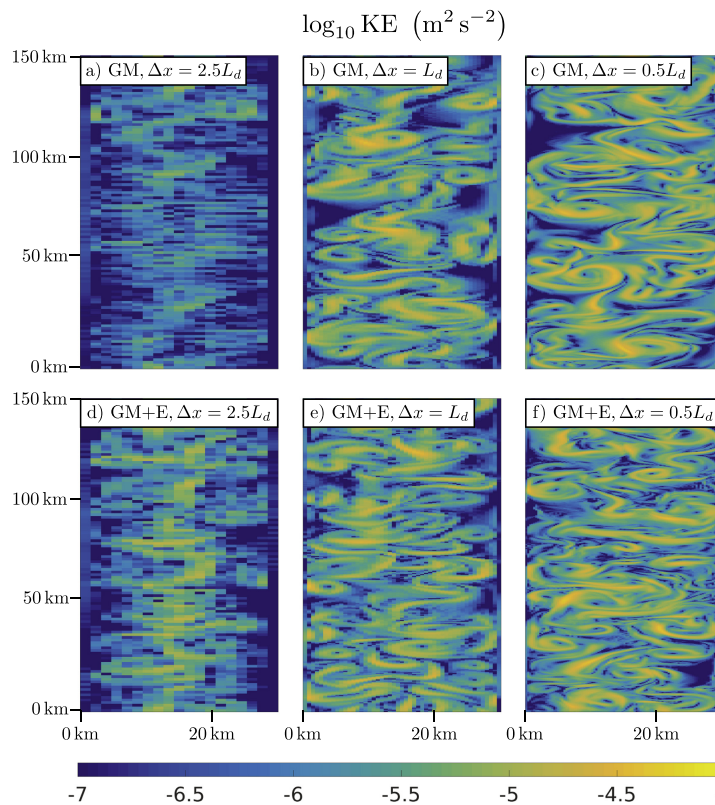 log₁₀ KE (m² s⁻²)
a) GM, Δx = 2.5L_d
b) GM, Δx = L_d
c) GM, Δx = 0.5L_d
150 km
100 km
50 km
0 km
d) GM+E, Δx = 2.5L_d
e) GM+E, Δx = L_d
f) GM+E, Δx = 0.5L_d
150 km
100 km
50 km
0 km
0 km 20 km 0 km 20 km 0 km 20 km
-7 -6.5 -6 -5.5 -5 -4.5